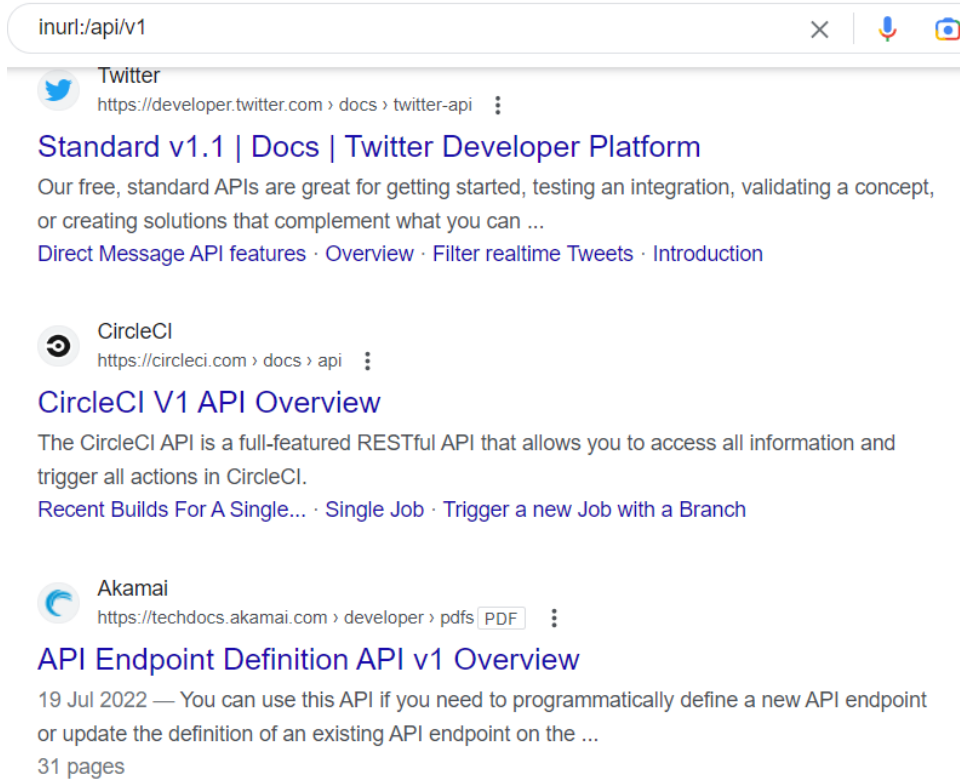 inurl:/api/v1
Twitter
https://developer.twitter.com › docs › twitter-api
Standard v1.1 | Docs | Twitter Developer Platform
Our free, standard APIs are great for getting started, testing an integration, validating a concept,
or creating solutions that complement what you can ...
Direct Message API features · Overview · Filter realtime Tweets · Introduction
CircleCI
https://circleci.com › docs › api
CircleCI V1 API Overview
The CircleCI API is a full-featured RESTful API that allows you to access all information and
trigger all actions in CircleCI.
Recent Builds For A Single... · Single Job · Trigger a new Job with a Branch
Akamai
https://techdocs.akamai.com › developer › pdfs PDF
API Endpoint Definition API v1 Overview
19 Jul 2022 — You can use this API if you need to programmatically define a new API endpoint
or update the definition of an existing API endpoint on the ...
31 pages